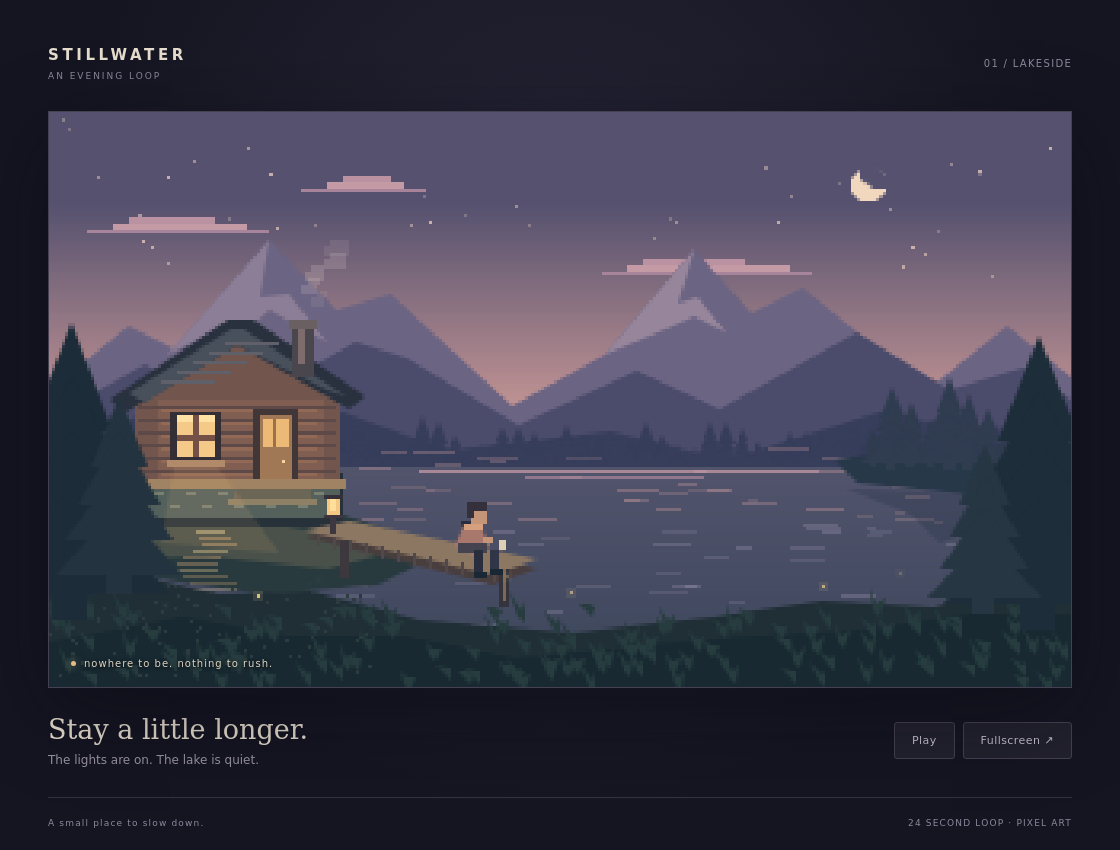 STILLWATER
AN EVENING LOOP
01 / LAKESIDE
nowhere to be. nothing to rush.
Stay a little longer.
The lights are on. The lake is quiet.
Play
Fullscreen ↗
A small place to slow down.
24 SECOND LOOP · PIXEL ART